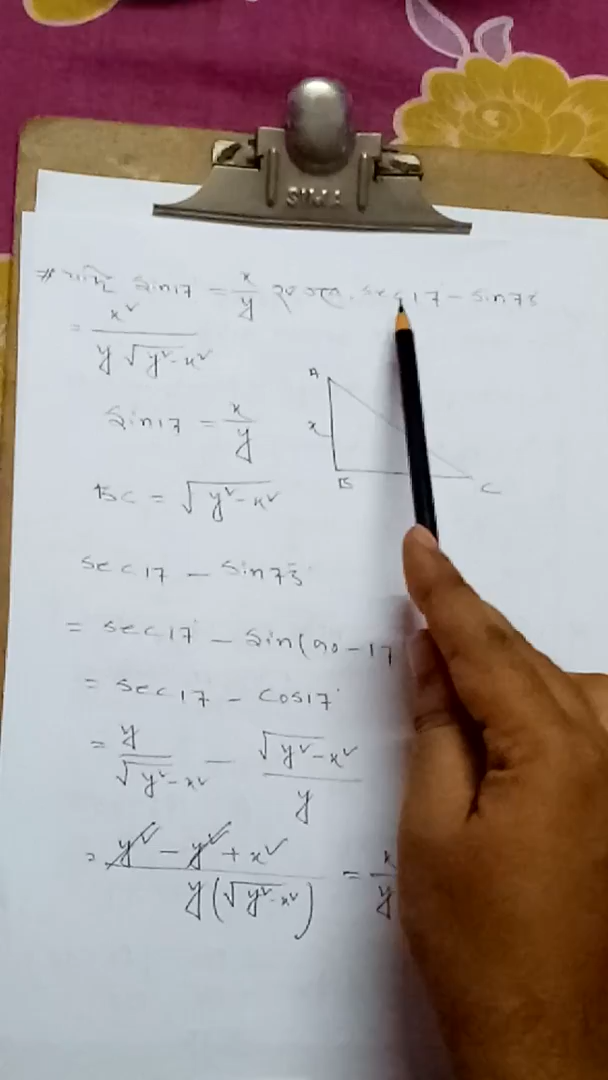 SIWA
# যদি sin17 = x/y হয় তবে, sec17 - sin73
= x²/(y√(y²-x²))
A
sin17 = x/y
x
BC = √(y²-x²)
B
C
sec17 - sin73
= sec17 - sin(90-17
= sec17 - cos17
= y/√(y²-x²) - √(y²-x²)/y
= (y² - y² + x²)/(y(√(y²-x²))) = x/y